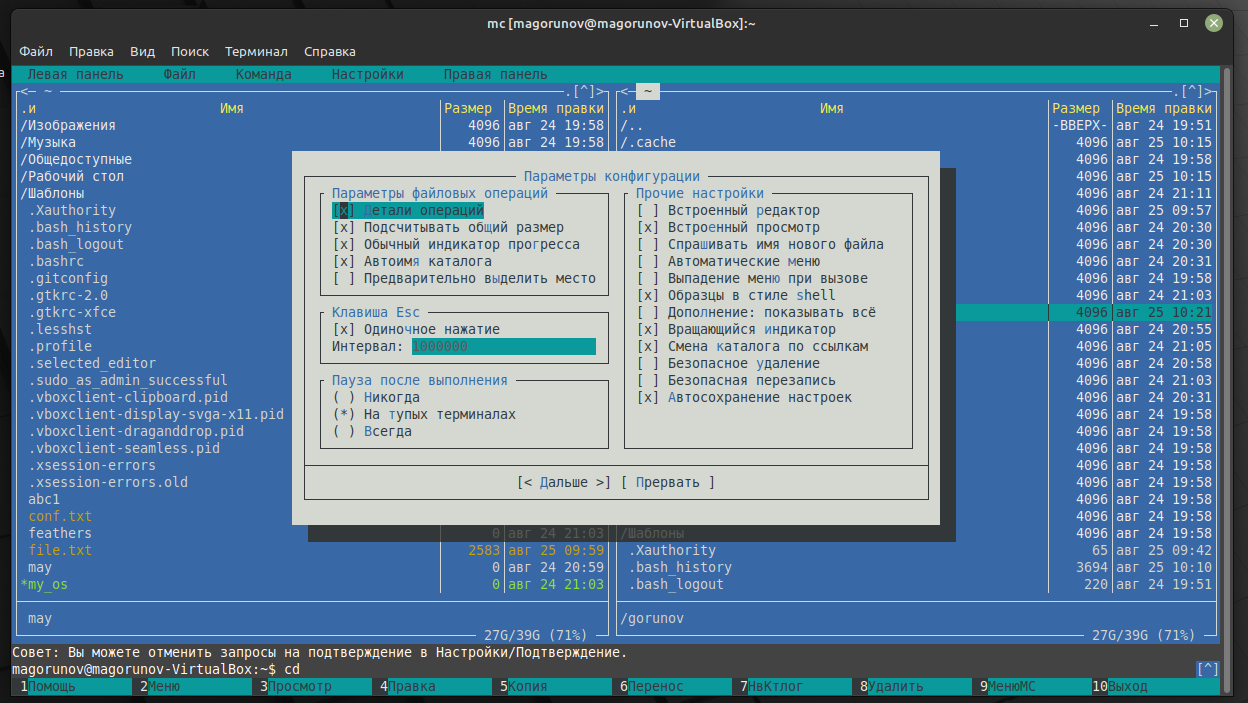 mc [magorunov@magorunov-VirtualBox]:~
Файл Правка Вид Поиск Терминал Справка
а
Левая панель Файл Команда Настройки Правая панель
<─ ~ .[^]> <─ ~ .[^]>
.и Имя Размер Время правки .и Имя Размер Время правки
/Изображения 4096 авг 24 19:58 /.. -ВВЕРХ- авг 24 19:51
/Музыка 4096 авг 24 19:58 /.cache 4096 авг 25 10:15
/Общедоступные 4096 авг 24 19:58
/Рабочий стол 4096 авг 25 10:15
/Шаблоны 4096 авг 24 21:11
.Xauthority 4096 авг 25 09:57
.bash_history 4096 авг 24 20:30
.bash_logout 4096 авг 24 20:30
.bashrc 4096 авг 24 20:31
.gitconfig 4096 авг 24 19:58
.gtkrc-2.0 4096 авг 24 21:03
.gtkrc-xfce 4096 авг 25 10:21
.lesshst 4096 авг 24 20:55
.profile 4096 авг 24 21:05
.selected_editor 4096 авг 24 20:58
.sudo_as_admin_successful 4096 авг 24 21:03
.vboxclient-clipboard.pid 4096 авг 24 20:31
.vboxclient-display-svga-x11.pid 4096 авг 24 19:58
.vboxclient-draganddrop.pid 4096 авг 24 19:58
.vboxclient-seamless.pid 4096 авг 24 19:58
.xsession-errors 4096 авг 24 19:58
.xsession-errors.old 4096 авг 24 19:58
abc1 4096 авг 24 19:58
conf.txt 4096 авг 24 19:58
feathers 0 авг 24 21:03 /Шаблоны 4096 авг 24 19:58
file.txt 2583 авг 25 09:59 .Xauthority 65 авг 25 09:42
may 0 авг 24 20:59 .bash_history 3694 авг 25 10:10
*my_os 0 авг 24 21:03 .bash_logout 220 авг 24 19:51
may /gorunov
27G/39G (71%) 27G/39G (71%)
Параметры конфигурации
Параметры файловых операций
[x] Детали операций
[x] Подсчитывать общий размер
[x] Обычный индикатор прогресса
[x] Автоимя каталога
[ ] Предварительно выделить место
Клавиша Esc
[x] Одиночное нажатие
Интервал: 1000000
Пауза после выполнения
( ) Никогда
(*) На тупых терминалах
( ) Всегда
Прочие настройки
[ ] Встроенный редактор
[x] Встроенный просмотр
[ ] Спрашивать имя нового файла
[ ] Автоматические меню
[ ] Выпадение меню при вызове
[x] Образцы в стиле shell
[ ] Дополнение: показывать всё
[x] Вращающийся индикатор
[x] Смена каталога по ссылкам
[ ] Безопасное удаление
[ ] Безопасная перезапись
[x] Автосохранение настроек
[< Дальше >] [ Прервать ]
Совет: Вы можете отменить запросы на подтверждение в Настройки/Подтверждение.
magorunov@magorunov-VirtualBox:~$ cd [^]
1Помощь 2Меню 3Просмотр 4Правка 5Копия 6Перенос 7НвКтлог 8Удалить 9МенюMC 10Выход